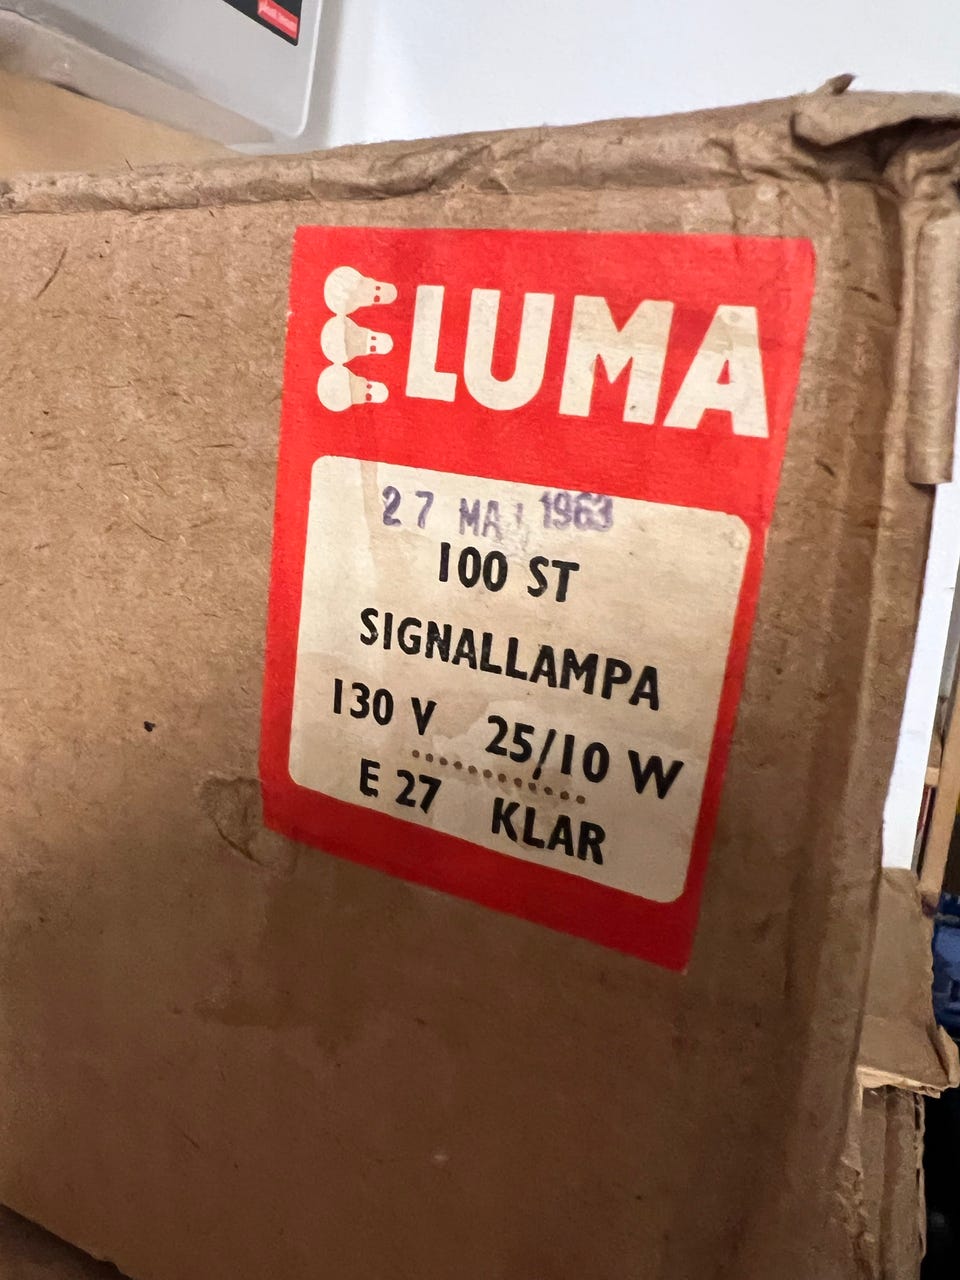 LUMA
27 MAJ 1963
100 ST
SIGNALLAMPA
130 V 25/10 W
E 27 KLAR